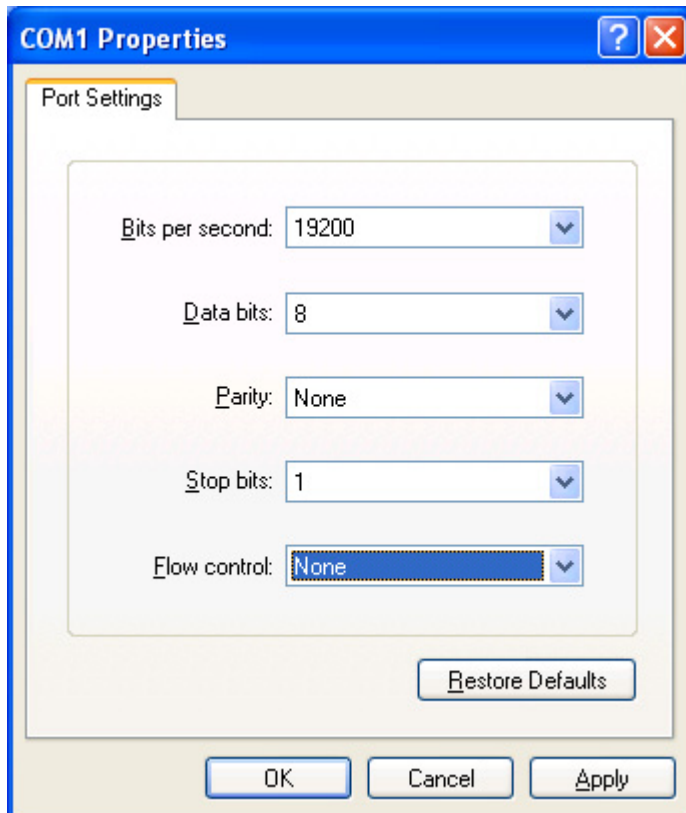 COM1 Properties
Port Settings
Bits per second: 19200
Data bits: 8
Parity: None
Stop bits: 1
Flow control: None
Restore Defaults
OK Cancel Apply